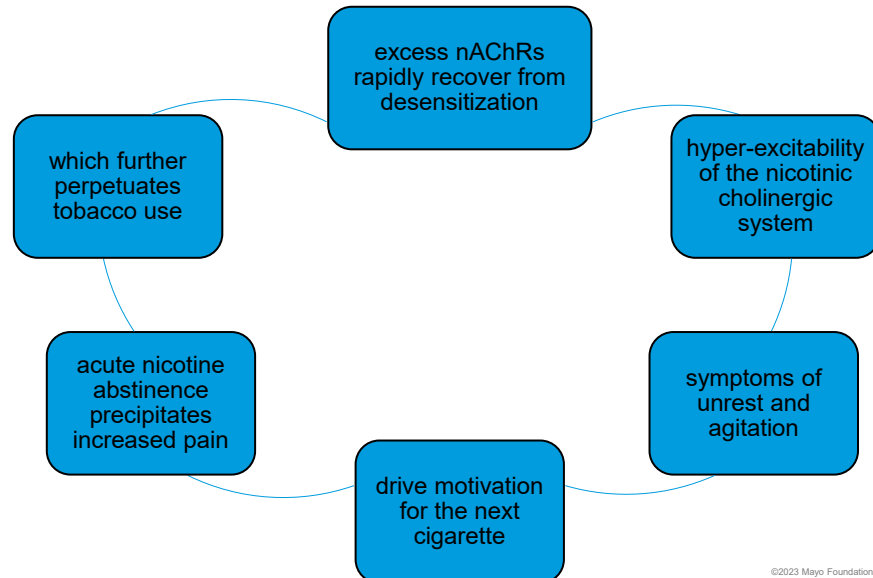 excess nAChRs
rapidly recover from
desensitization
hyper-excitability
of the nicotinic
cholinergic
system
symptoms of
unrest and
agitation
drive motivation
for the next
cigarette
acute nicotine
abstinence
precipitates
increased pain
which further
perpetuates
tobacco use
©2023 Mayo Foundation